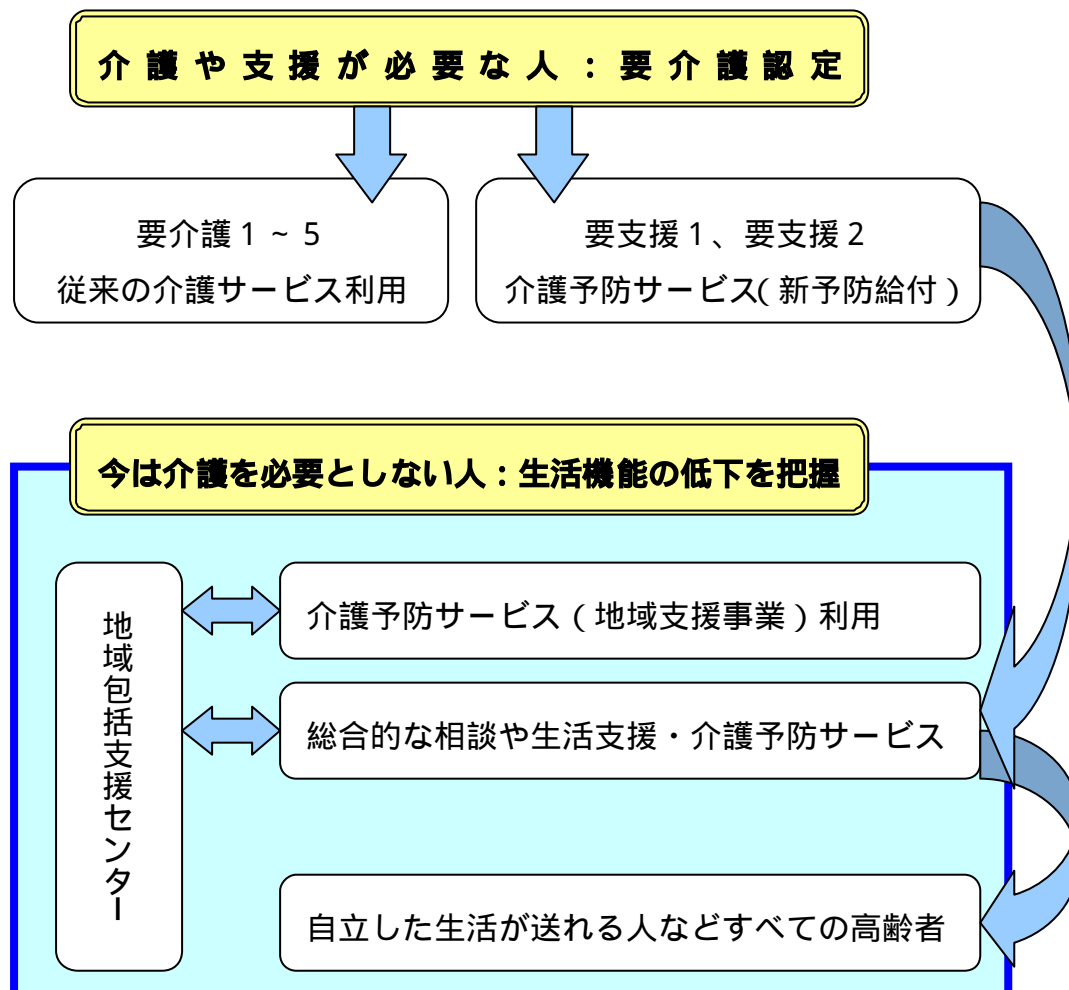 介護や支援が必要な人：要介護認定
要介護１～５
従来の介護サービス利用
要支援１、要支援２
介護予防サービス（新予防給付）
今は介護を必要としない人：生活機能の低下を把握
地域包括支援センター
介護予防サービス（地域支援事業）利用
総合的な相談や生活支援・介護予防サービス
自立した生活が送れる人などすべての高齢者